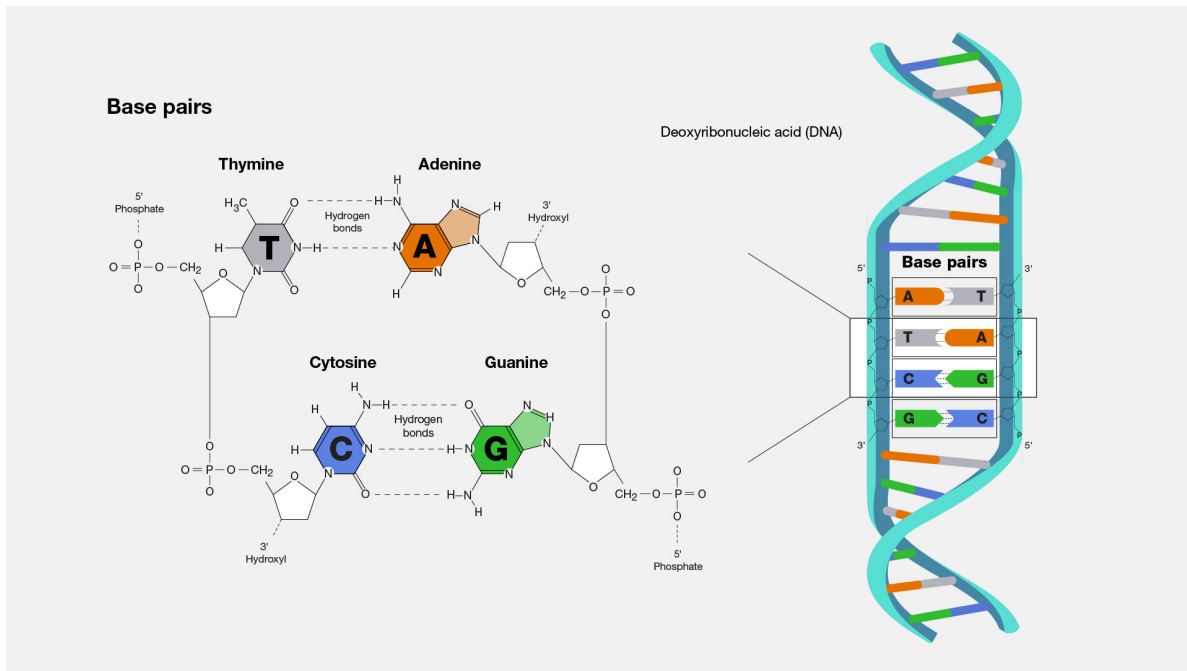 Base pairs
Deoxyribonucleic acid (DNA)
Thymine
Adenine
5'
Phosphate
H₃C
O
H
H
N
Hydrogen
bonds
N
H
3'
Hydroxyl
O
O=P—O—CH₂
O
H
T
N
H
N
A
N
N
O
N
O
H
O
CH₂—O—P=O
O
O
Cytosine
Guanine
H
H
N
H
O
N
H
Hydrogen
bonds
H
C
N
H
N
G
N
O
O=P—O—CH₂
O
O
N
O
H
N
H
N
O
CH₂—O—P=O
O
O
3'
Hydroxyl
5'
Phosphate
Base pairs
5'
3'
P
P
A
T
P
P
T
A
P
P
C
G
P
P
G
C
3'
5'